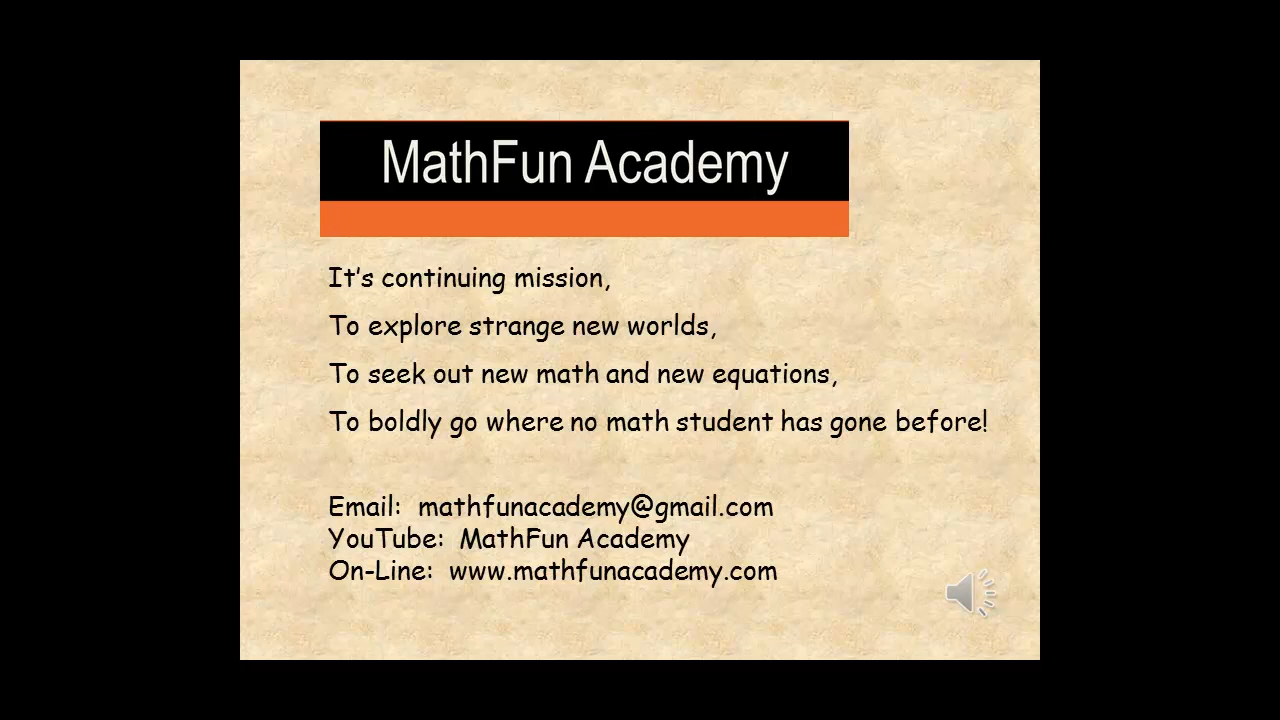 MathFun Academy
It's continuing mission,
To explore strange new worlds,
To seek out new math and new equations,
To boldly go where no math student has gone before!
Email: mathfunacademy@gmail.com
YouTube: MathFun Academy
On-Line: www.mathfunacademy.com